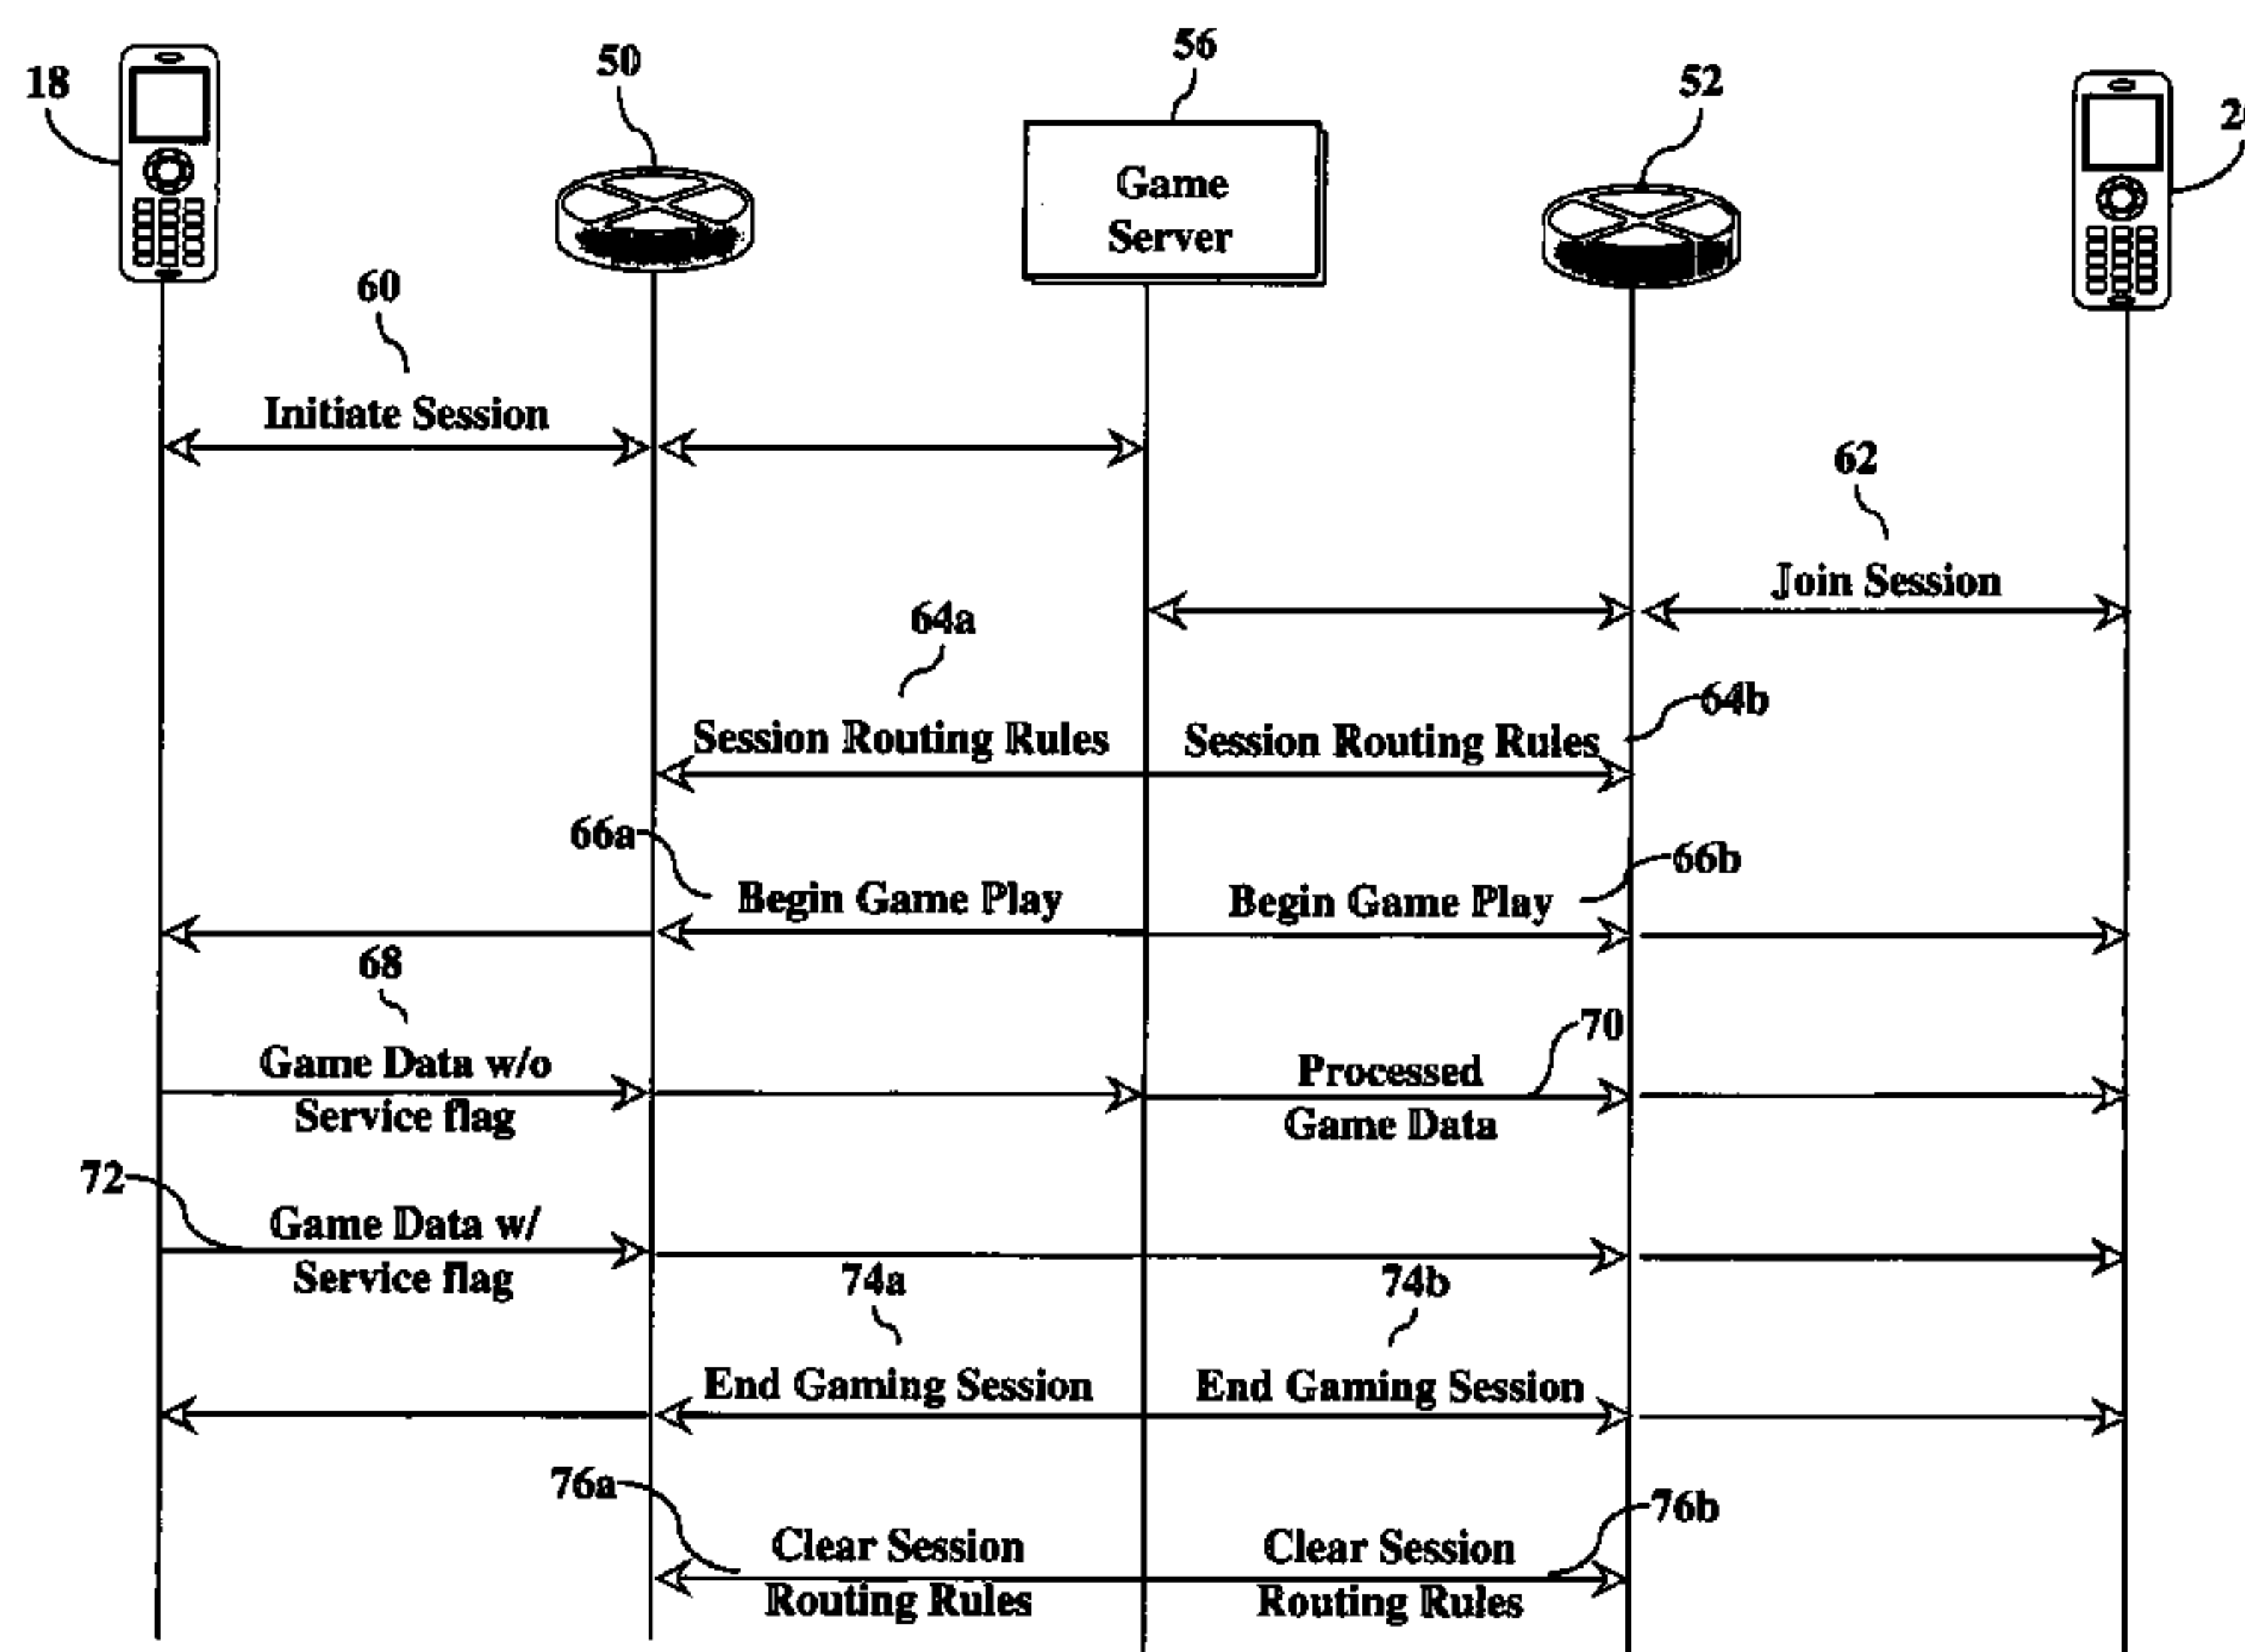 56
50
18
52
Game
Server
60
Initiate Session
62
Join Session
64a
64b
Session Routing Rules
Session Routing Rules
66a
66b
Begin Game Play
Begin Game Play
68
70
Game Data w/o
Service flag
Processed
Game Data
72
Game Data w/
Service flag
74a
74b
End Gaming Session
End Gaming Session
76a
76b
Clear Session
Routing Rules
Clear Session
Routing Rules